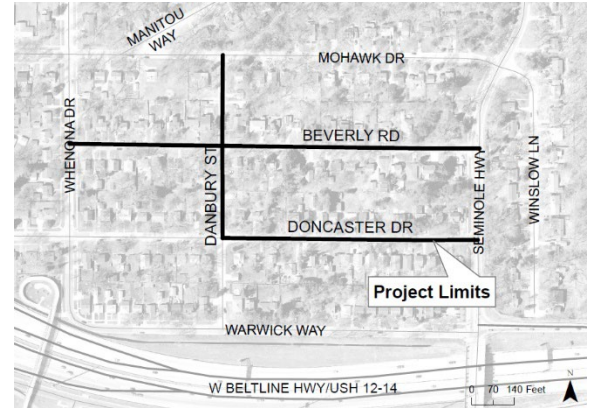 MANITOU
WAY
MOHAWK DR
WHENONA DR
BEVERLY RD
DANBURY ST
SEMINOLE HWY
WINSLOW LN
DONCASTER DR
Project Limits
WARWICK WAY
W BELTLINE HWY/USH 12-14
0 70 140 Feet
N